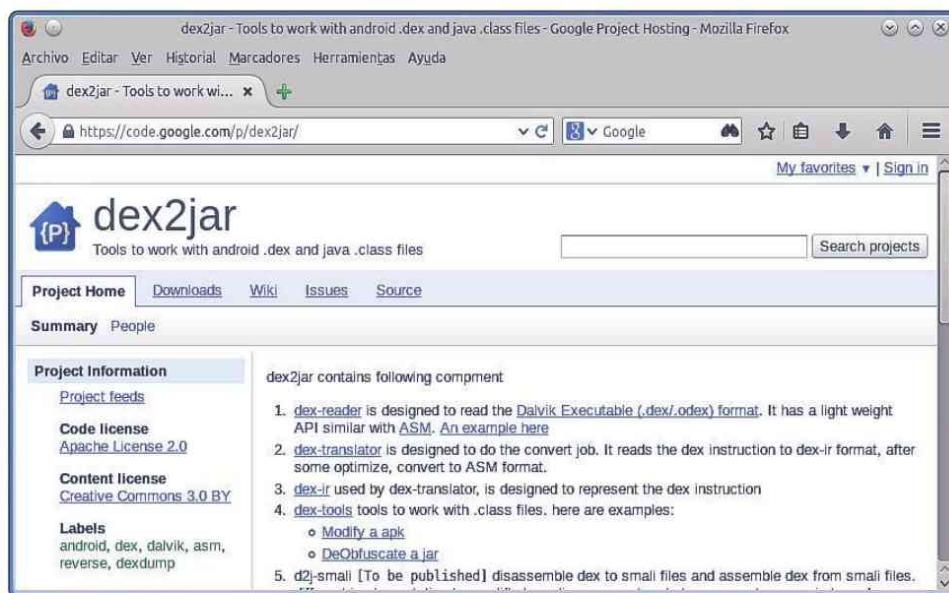 dex2jar - Tools to work with android .dex and java .class files - Google Project Hosting - Mozilla Firefox
Archivo Editar Ver Historial Marcadores Herramientas Ayuda
dex2jar - Tools to work wi...
https://code.google.com/p/dex2jar/
Google
My favorites | Sign in
{P}
dex2jar
Tools to work with android .dex and java .class files
Search projects
Project Home Downloads Wiki Issues Source
Summary People
Project Information
Project feeds
Code license
Apache License 2.0
Content license
Creative Commons 3.0 BY
Labels
android, dex, dalvik, asm,
reverse, dexdump
dex2jar contains following compment
1. dex-reader is designed to read the Dalvik Executable (.dex/.odex) format. It has a light weight
API similar with ASM. An example here
2. dex-translator is designed to do the convert job. It reads the dex instruction to dex-ir format, after
some optimize, convert to ASM format.
3. dex-ir used by dex-translator, is designed to represent the dex instruction
4. dex-tools tools to work with .class files. here are examples:
Modify a apk
DeObfuscate a jar
5. d2j-smali [To be published] disassemble dex to smali files and assemble dex from smali files.